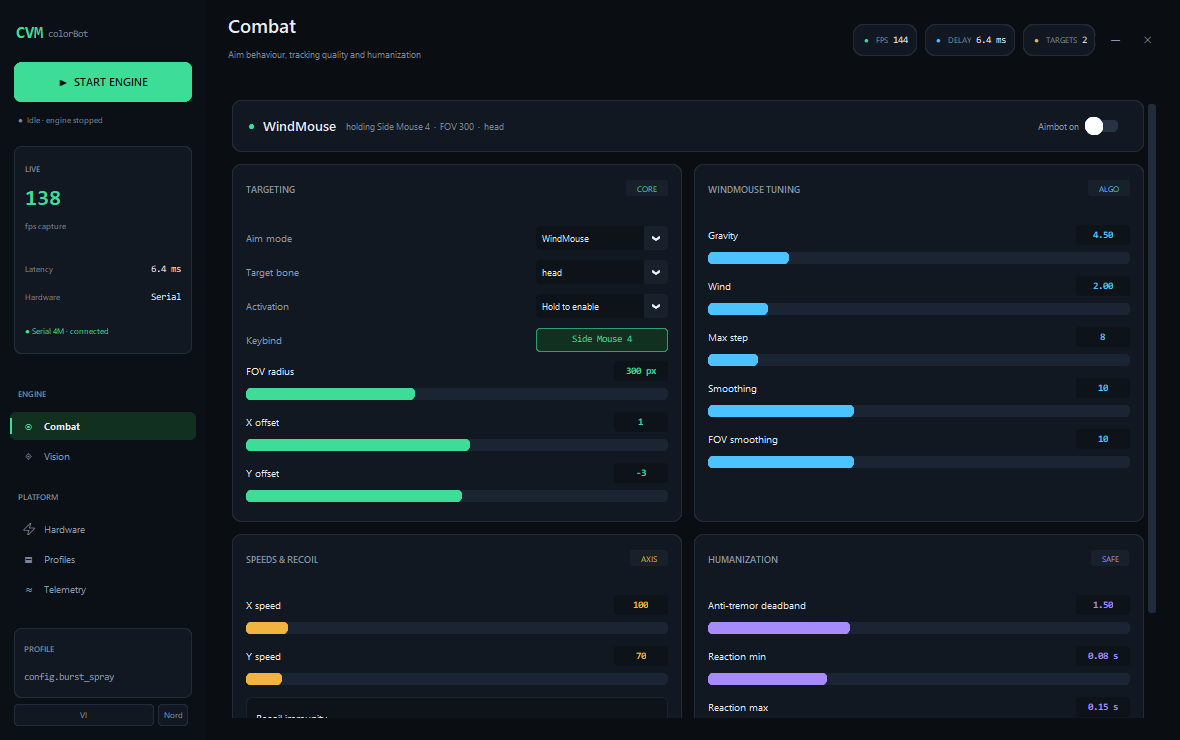 CVM colorBot
► START ENGINE
● Idle · engine stopped
LIVE
138
fps capture
Latency 6.4 ms
Hardware Serial
● Serial 4M · connected
ENGINE
Combat
Vision
PLATFORM
Hardware
Profiles
Telemetry
PROFILE
config.burst_spray
VI Nord
Combat
Aim behaviour, tracking quality and humanization
● FPS 144 ● DELAY 6.4 ms ● TARGETS 2
● WindMouse holding Side Mouse 4 · FOV 300 · head Aimbot on
TARGETING CORE
Aim mode WindMouse
Target bone head
Activation Hold to enable
Keybind Side Mouse 4
FOV radius 300 px
X offset 1
Y offset -3
WINDMOUSE TUNING ALGO
Gravity 4.50
Wind 2.00
Max step 8
Smoothing 10
FOV smoothing 10
SPEEDS & RECOIL AXIS
X speed 100
Y speed 70
Recoil immunity
HUMANIZATION SAFE
Anti-tremor deadband 1.50
Reaction min 0.08 s
Reaction max 0.15 s